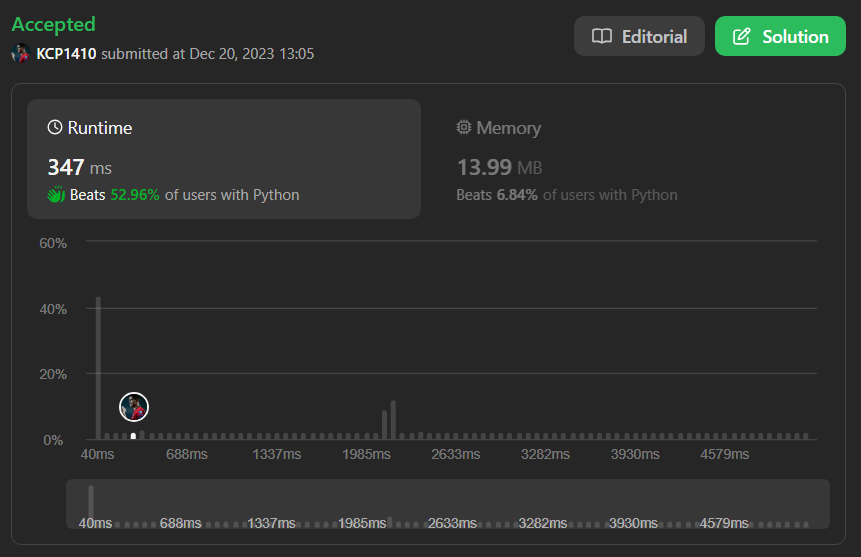 Accepted
Editorial
Solution
KCP1410 submitted at Dec 20, 2023 13:05
Runtime
Memory
347 ms
13.99 MB
Beats 52.96% of users with Python
Beats 6.84% of users with Python
60%
40%
20%
0%
40ms 688ms 1337ms 1985ms 2633ms 3282ms 3930ms 4579ms
40ms 688ms 1337ms 1985ms 2633ms 3282ms 3930ms 4579ms